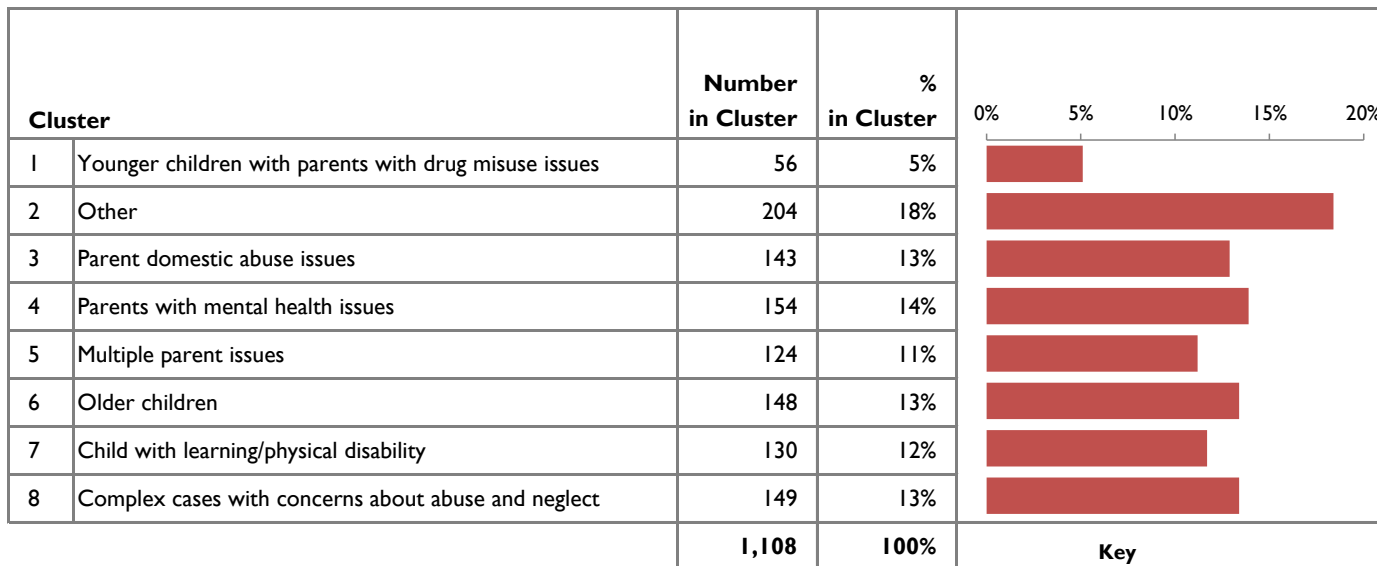 Cluster Number in Cluster % in Cluster
0% 5% 10% 15% 20%
1 Younger children with parents with drug misuse issues 56 5%
2 Other 204 18%
3 Parent domestic abuse issues 143 13%
4 Parents with mental health issues 154 14%
5 Multiple parent issues 124 11%
6 Older children 148 13%
7 Child with learning/physical disability 130 12%
8 Complex cases with concerns about abuse and neglect 149 13%
1,108 100% Key